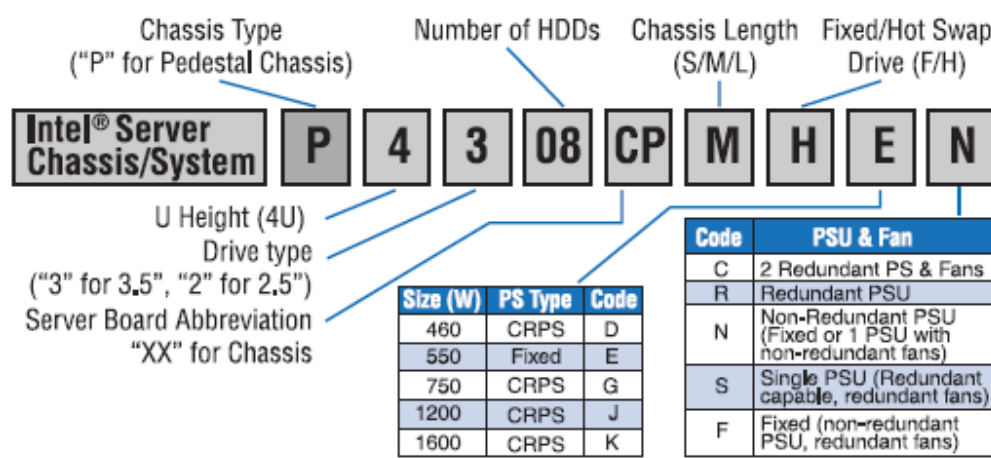 Chassis Type
("P" for Pedestal Chassis)
Number of HDDs
Chassis Length
(S/M/L)
Fixed/Hot Swap
Drive (F/H)
Intel® Server
Chassis/System
P 4 3 08 CP M H E N
U Height (4U)
Drive type
("3" for 3.5", "2" for 2.5")
Server Board Abbreviation
"XX" for Chassis
Size (W) PS Type Code
460 CRPS D
550 Fixed E
750 CRPS G
1200 CRPS J
1600 CRPS K
Code PSU & Fan
C 2 Redundant PS & Fans
R Redundant PSU
N Non-Redundant PSU
(Fixed or 1 PSU with
non-redundant fans)
S Single PSU (Redundant
capable, redundant fans)
F Fixed (non-redundant
PSU, redundant fans)